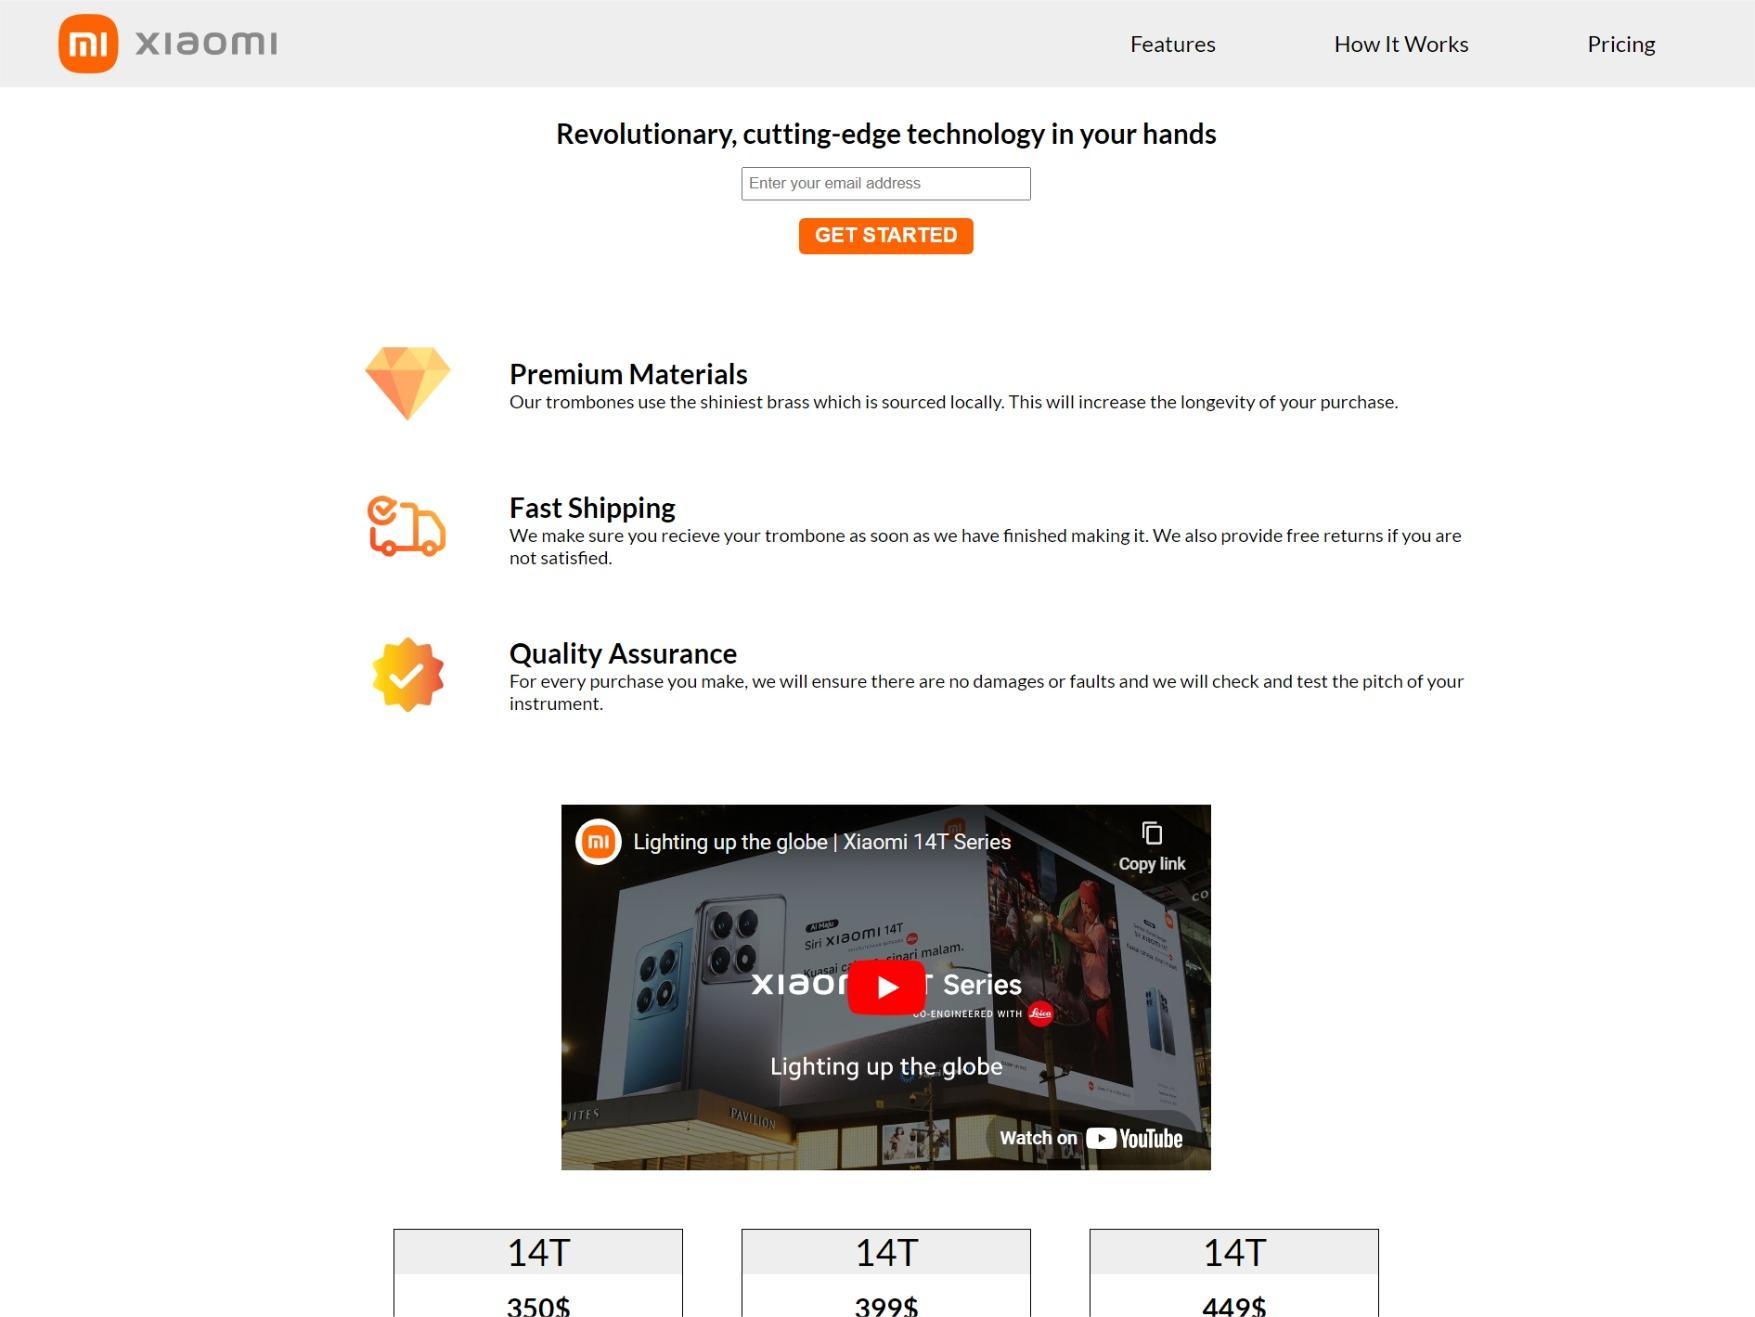 mi xiaomi
Features How It Works Pricing
Revolutionary, cutting-edge technology in your hands
Enter your email address
GET STARTED
Premium Materials
Our trombones use the shiniest brass which is sourced locally. This will increase the longevity of your purchase.
Fast Shipping
We make sure you recieve your trombone as soon as we have finished making it. We also provide free returns if you are
not satisfied.
Quality Assurance
For every purchase you make, we will ensure there are no damages or faults and we will check and test the pitch of your
instrument.
mi Lighting up the globe | Xiaomi 14T Series
Copy link
Siri xiaomi 14T
Kuasai sinari malam.
Series
CO-ENGINEERED WITH Leica
Lighting up the globe
PAVILION
Watch on YouTube
14T 14T 14T
350$ 399$ 449$